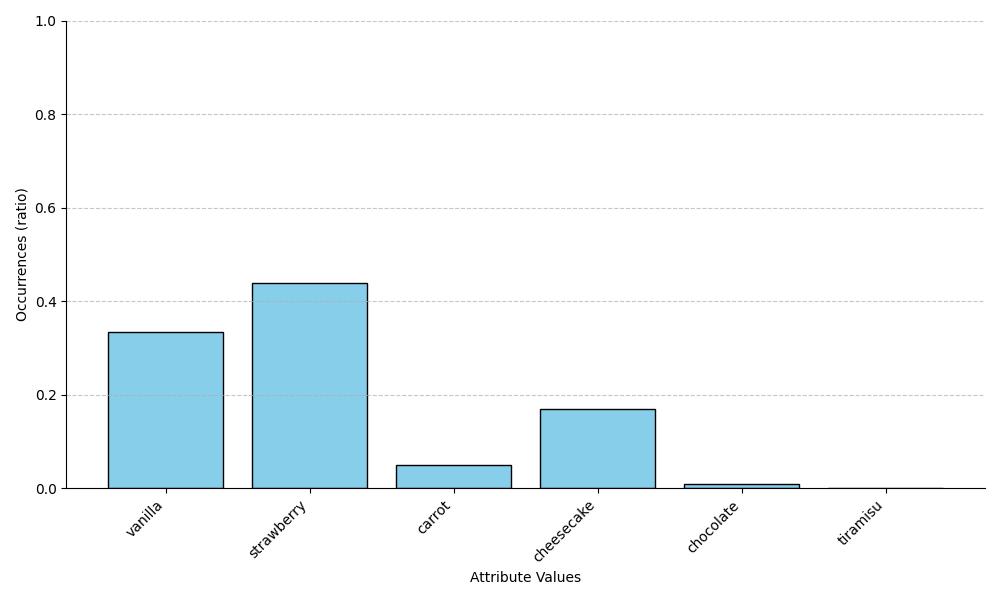 1.0
0.8
0.6
0.4
0.2
0.0
Occurrences (ratio)
vanilla
strawberry
carrot
cheesecake
chocolate
tiramisu
Attribute Values